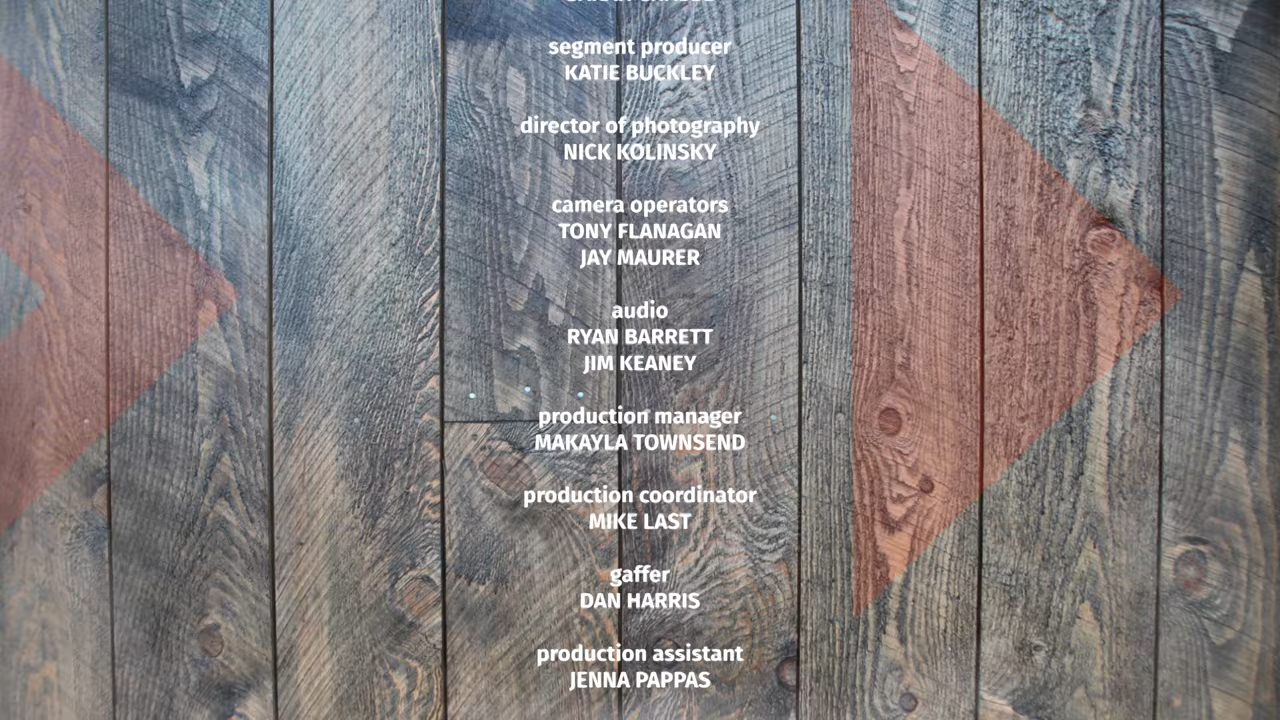 segment producer
KATIE BUCKLEY
director of photography
NICK KOLINSKY
camera operators
TONY FLANAGAN
JAY MAURER
audio
RYAN BARRETT
JIM KEANEY
production manager
MAKAYLA TOWNSEND
production coordinator
MIKE LAST
gaffer
DAN HARRIS
production assistant
JENNA PAPPAS